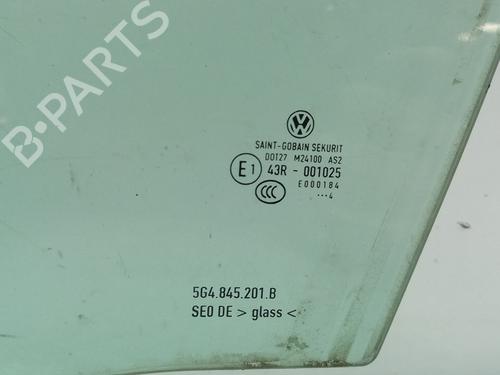 B-PARTS
SAINT-GOBAIN SEKURIT
DOT27 M24100 AS2
E1 43R - 001025
E000184
CCC
···4
5G4.845.201.B
SEO DE > glass <